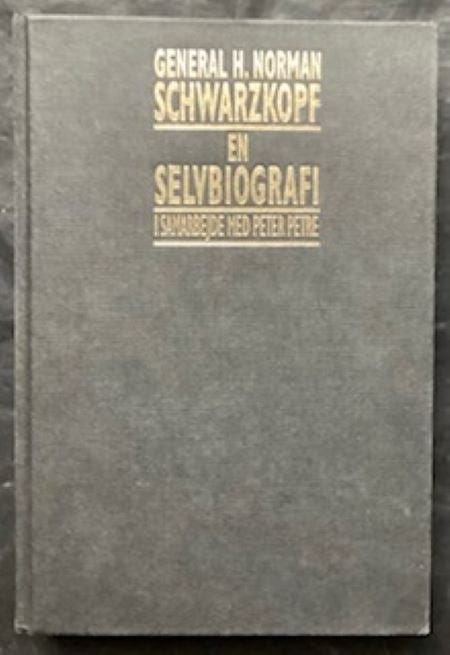 GENERAL H. NORMAN
SCHWARZKOPF
EN
SELVBIOGRAFI
I SAMARBEJDE MED PETER PETRE